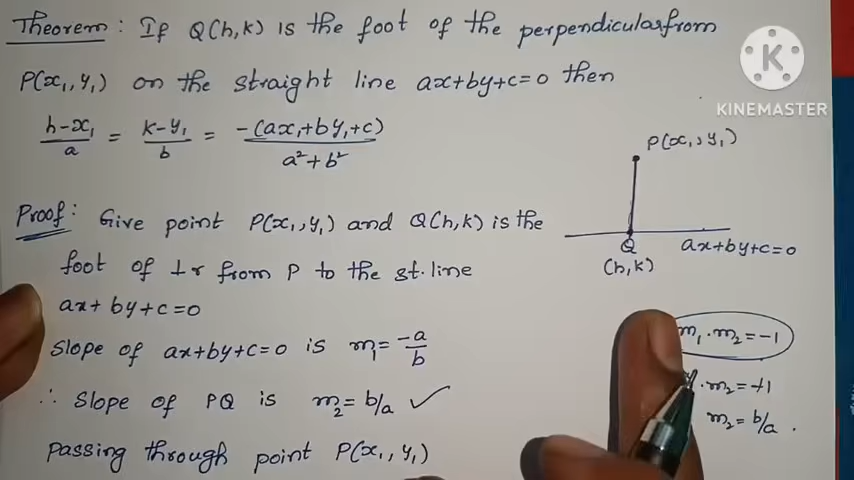 Theorem: If Q(h,k) is the foot of the perpendicular from
P(x₁,y₁) on the straight line ax+by+c=0 then
h-x₁/a = k-y₁/b = -(ax₁+by₁+c)/a²+b²
Proof: Give point P(x₁,y₁) and Q(h,k) is the
foot of ⊥r from P to the st.line
ax+by+c=0
Slope of ax+by+c=0 is m₁=-a/b
∴ Slope of PQ is m₂=b/a ✓
passing through point P(x₁,y₁)
K
KINEMASTER
P(x₁,y₁)
Q
(h,k)
ax+by+c=0
m₁.m₂=-1
.m₂=+1
m₂=b/a.